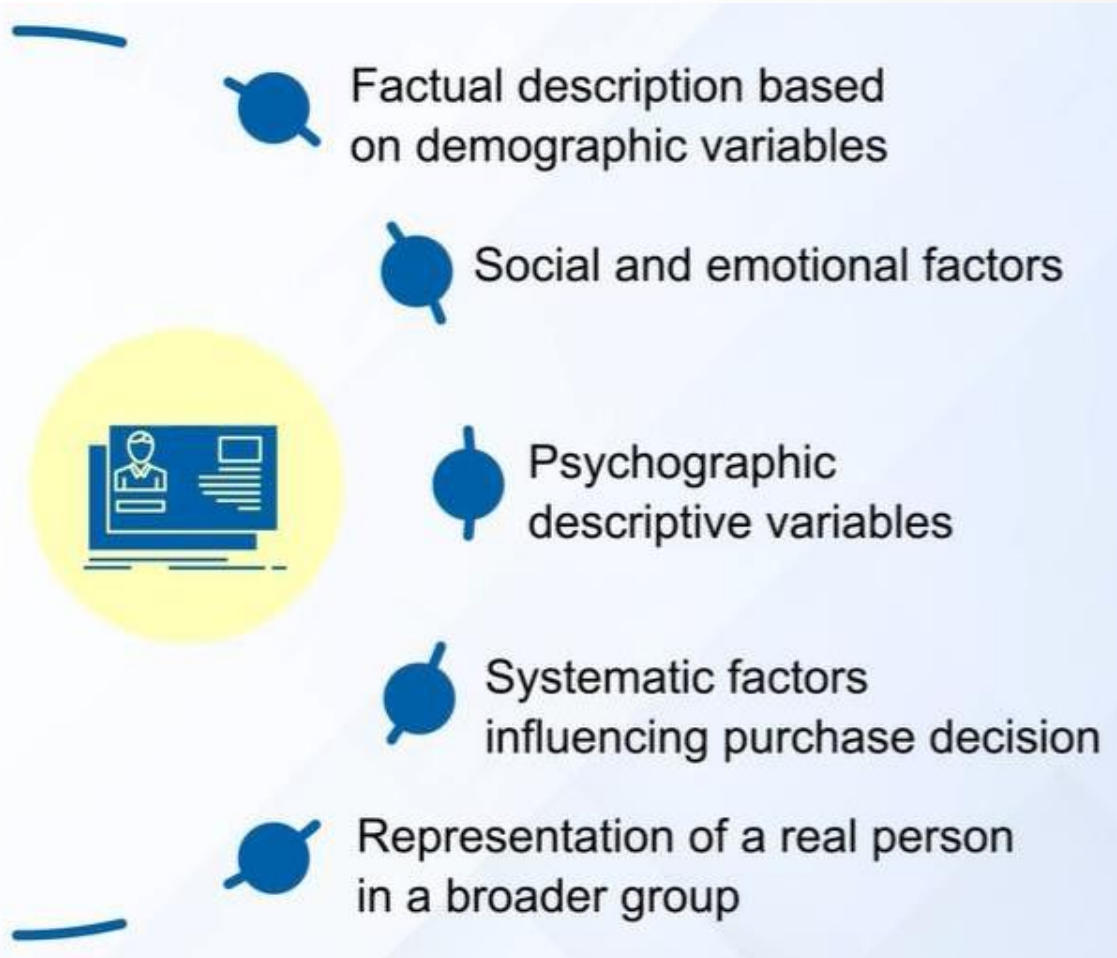 Factual description based
on demographic variables
Social and emotional factors
Psychographic
descriptive variables
Systematic factors
influencing purchase decision
Representation of a real person
in a broader group